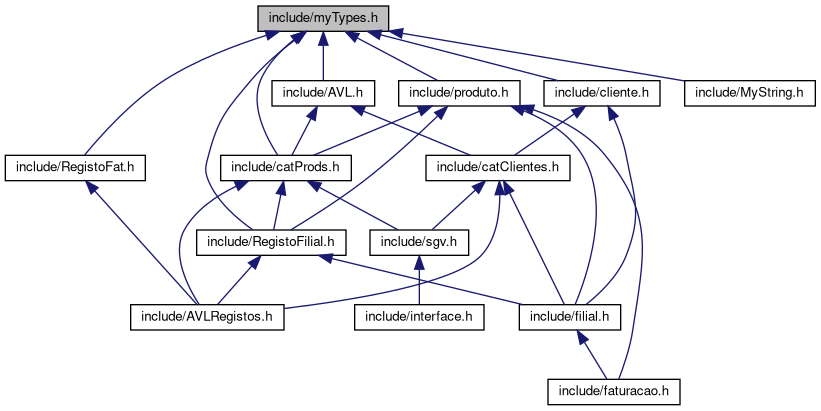 include/myTypes.h
include/AVL.h
include/produto.h
include/cliente.h
include/MyString.h
include/RegistoFat.h
include/catProds.h
include/catClientes.h
include/RegistoFilial.h
include/sgv.h
include/AVLRegistos.h
include/interface.h
include/filial.h
include/faturacao.h